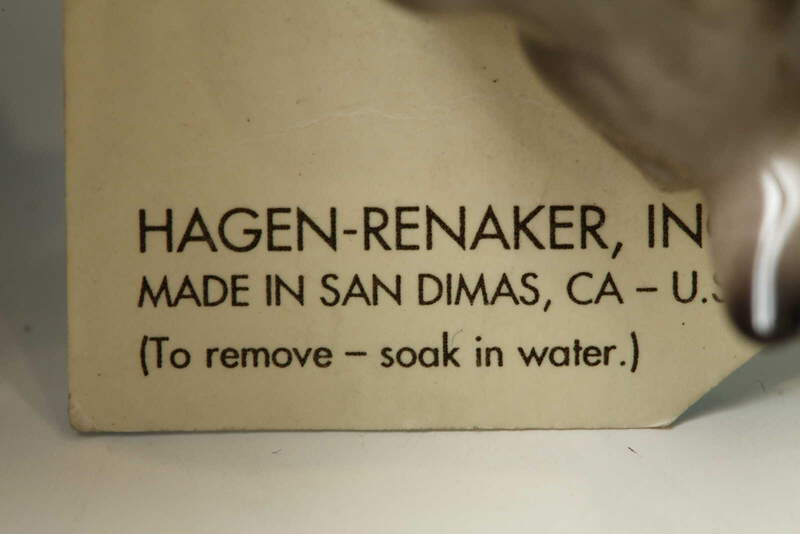 HAGEN-RENAKER, IN
MADE IN SAN DIMAS, CA – U.S
(To remove – soak in water.)